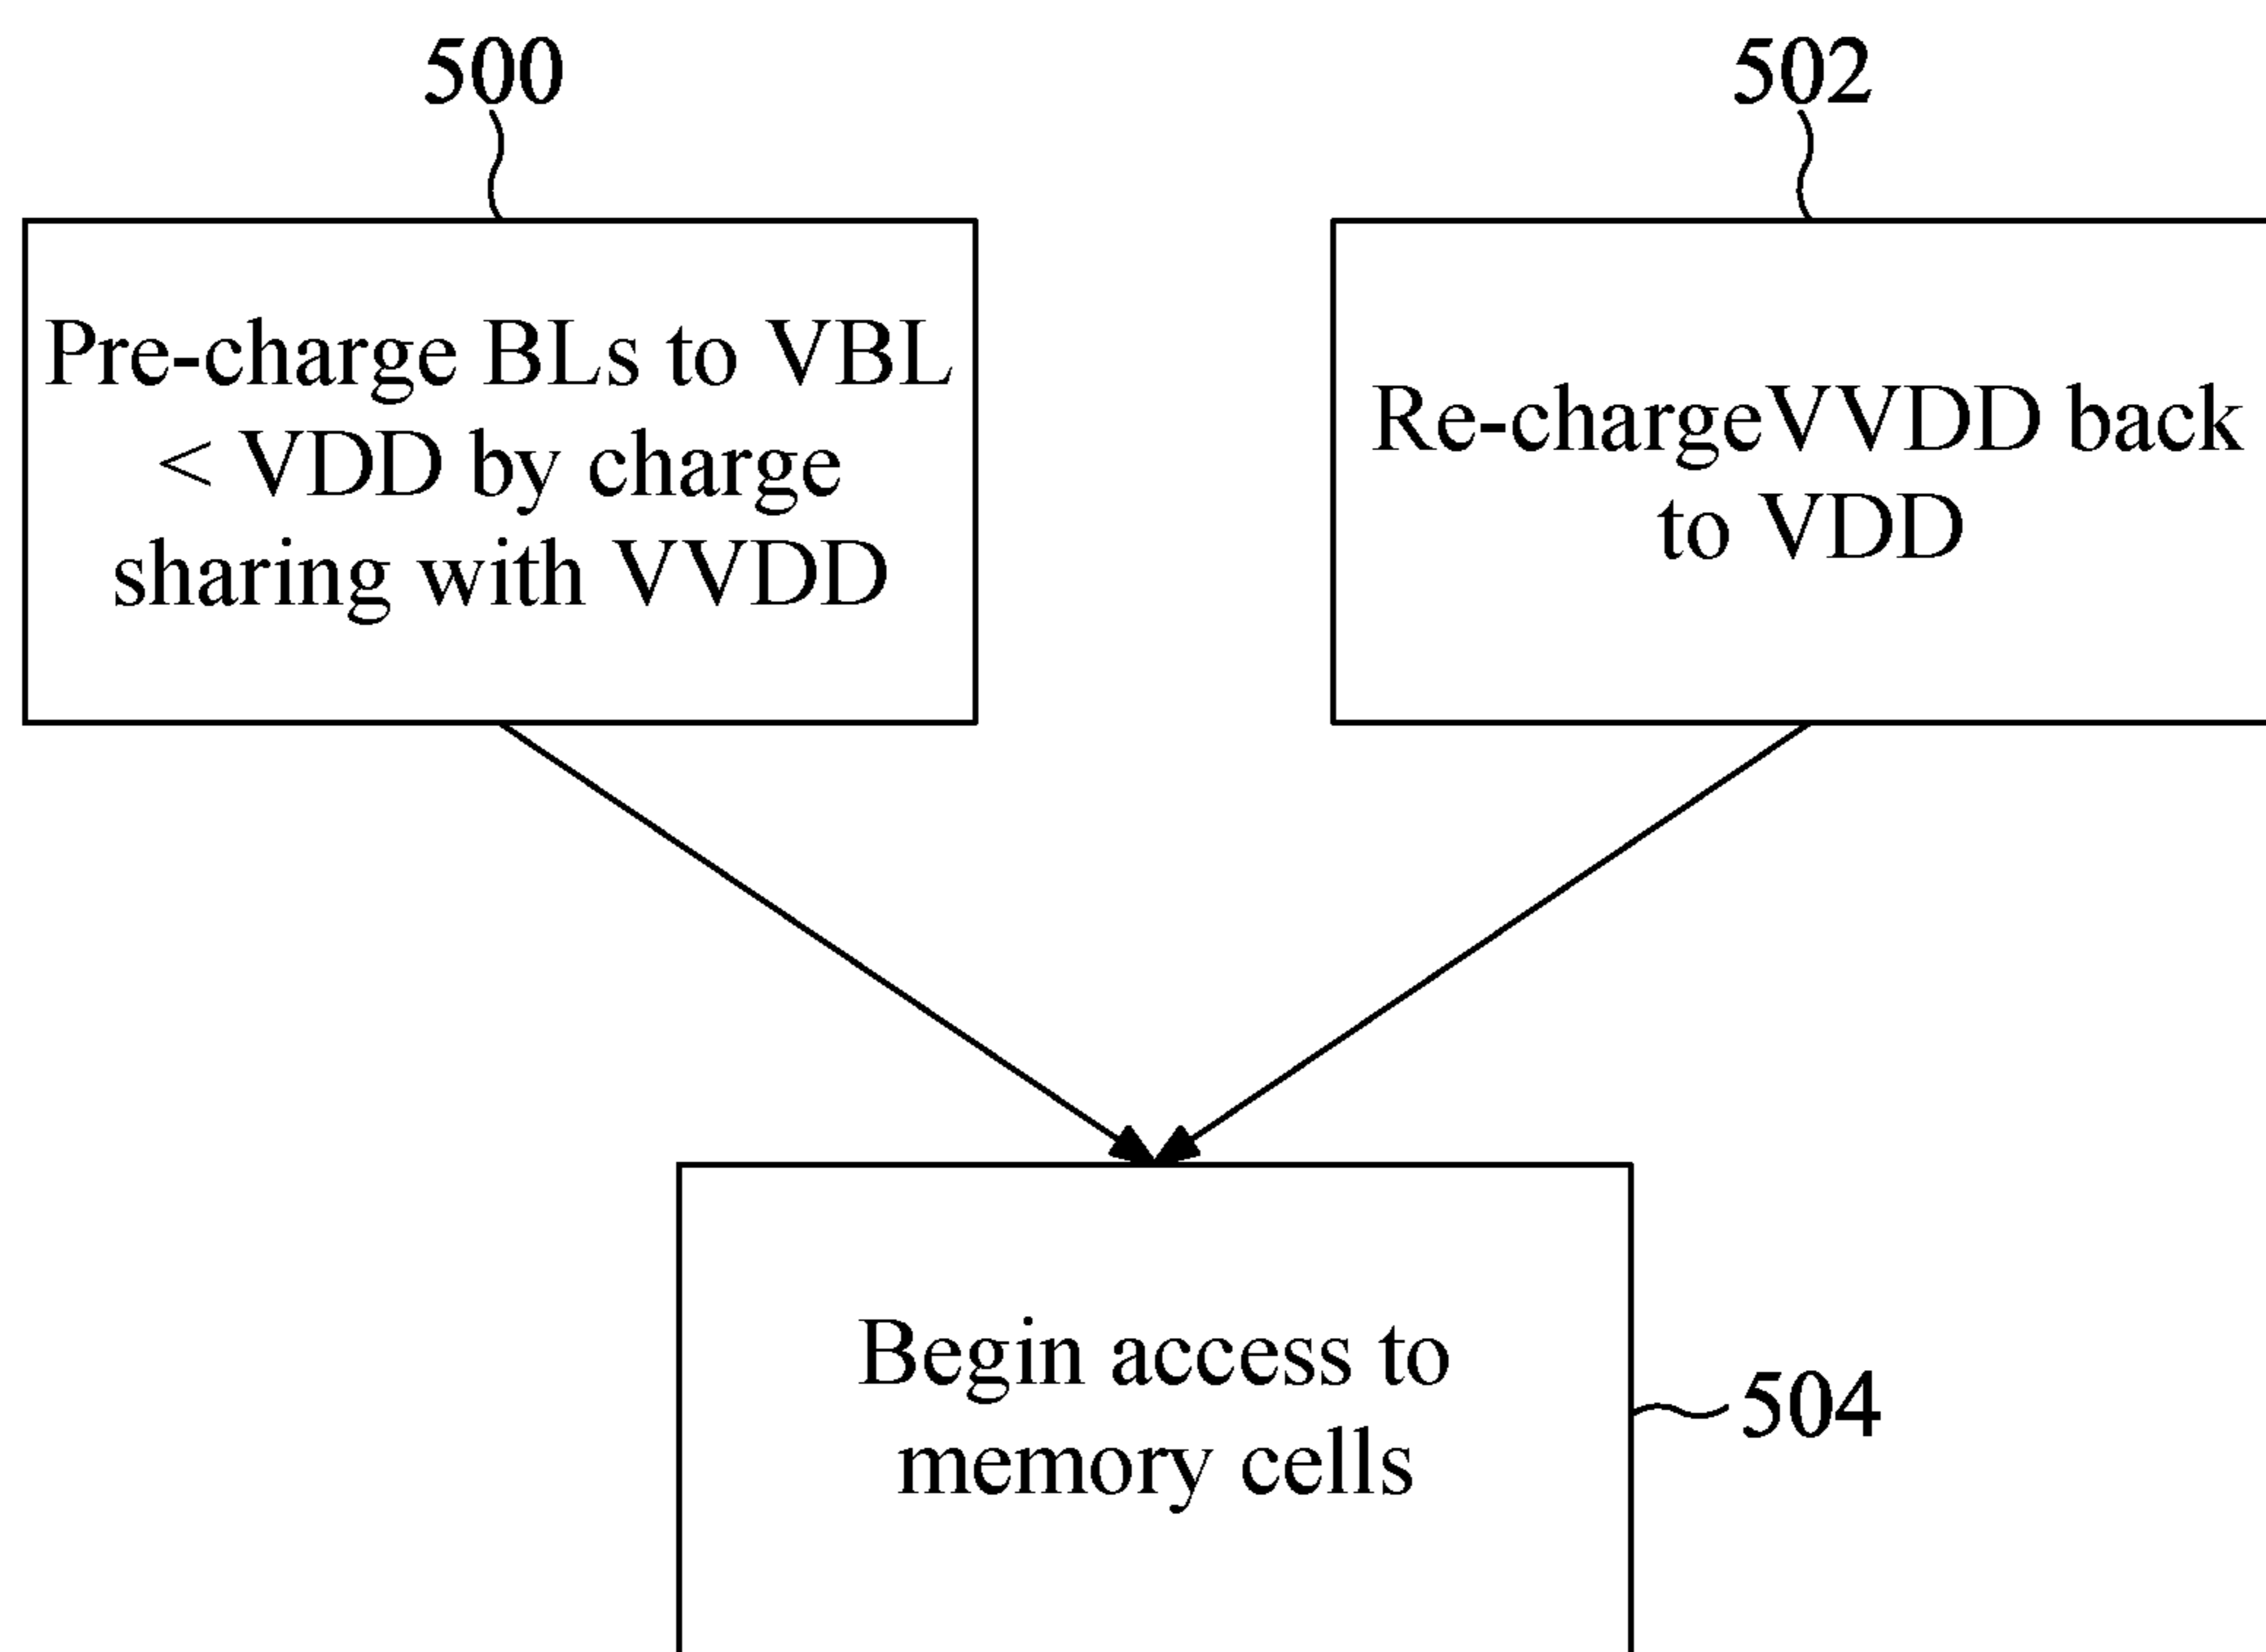 500
502
Pre-charge BLs to VBL
< VDD by charge
sharing with VVDD
Re-chargeVVDD back
to VDD
Begin access to
memory cells
504